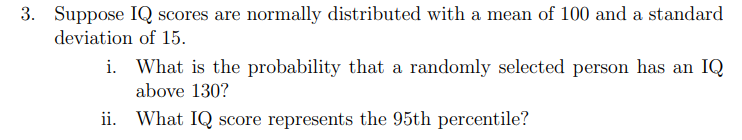 3. Suppose IQ scores are normally distributed with a mean of 100 and a standard
deviation of 15.
i. What is the probability that a randomly selected person has an IQ
above 130?
ii. What IQ score represents the 95th percentile?